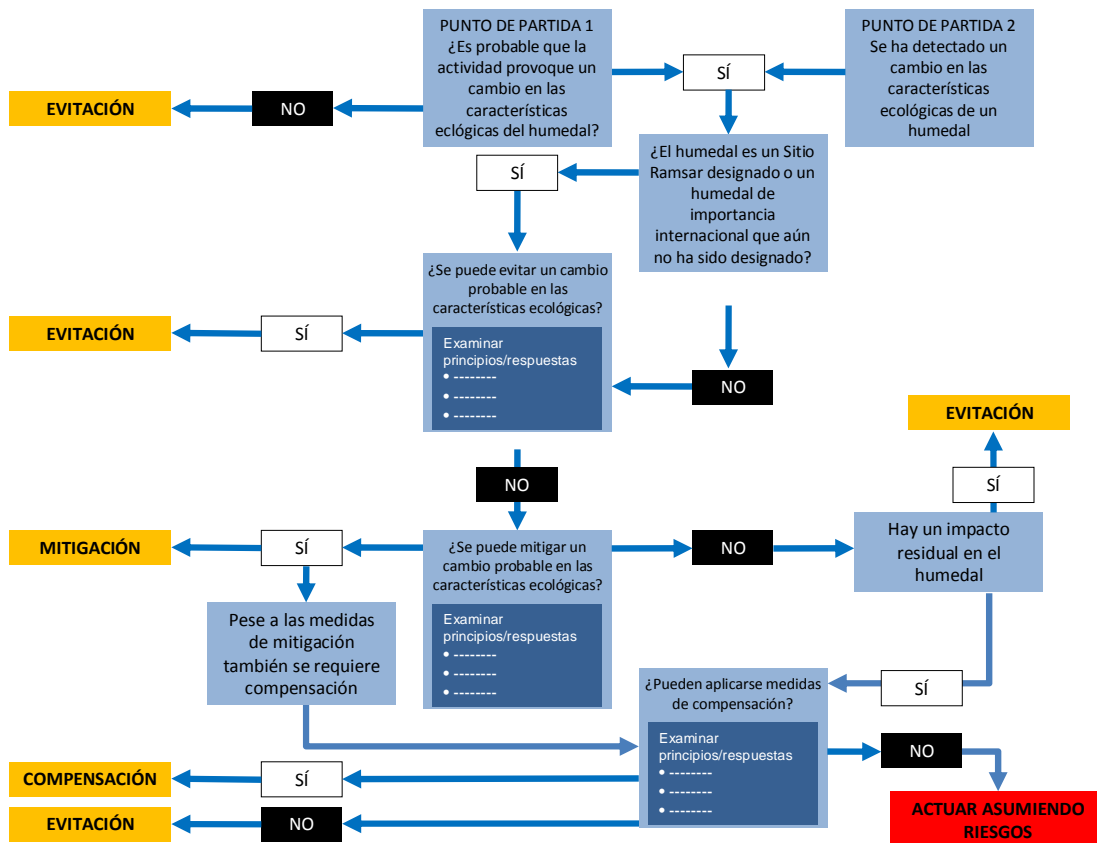 PUNTO DE PARTIDA 1
¿Es probable que la
actividad provoque un
cambio en las
características
eclógicas del humedal?
SÍ
PUNTO DE PARTIDA 2
Se ha detectado un
cambio en las
características
ecológicas de un
humedal
EVITACIÓN
NO
¿El humedal es un Sitio
Ramsar designado o un
humedal de
importancia
internacional que aún
no ha sido designado?
SÍ
¿Se puede evitar un cambio
probable en las
características ecológicas?
Examinar
principios/respuestas
• --------
• --------
• --------
EVITACIÓN
SÍ
NO
EVITACIÓN
SÍ
NO
MITIGACIÓN
SÍ
¿Se puede mitigar un
cambio probable en las
características ecológicas?
Examinar
principios/respuestas
• --------
• --------
• --------
NO
Hay un impacto
residual en el
humedal
Pese a las medidas
de mitigación
también se requiere
compensación
SÍ
¿Pueden aplicarse medidas
de compensación?
Examinar
principios/respuestas
• --------
• --------
• --------
NO
COMPENSACIÓN
SÍ
EVITACIÓN
NO
ACTUAR ASUMIENDO
RIESGOS